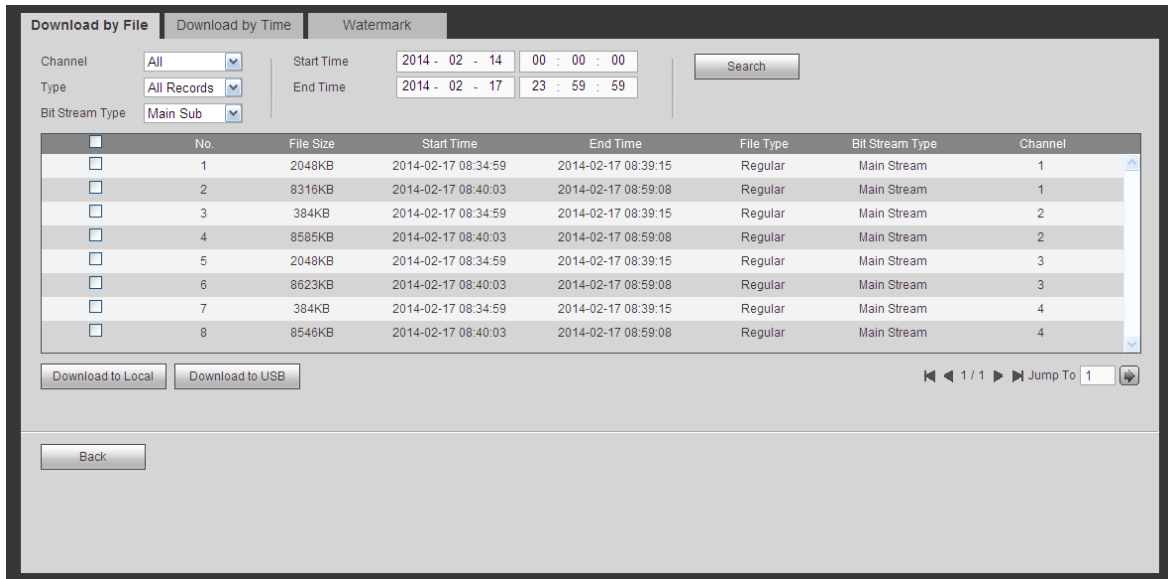 Download by File Download by Time Watermark
Channel All Start Time 2014 - 02 - 14 00 : 00 : 00 Search
Type All Records End Time 2014 - 02 - 17 23 : 59 : 59
Bit Stream Type Main Sub
No. File Size Start Time End Time File Type Bit Stream Type Channel
1 2048KB 2014-02-17 08:34:59 2014-02-17 08:39:15 Regular Main Stream 1
2 8316KB 2014-02-17 08:40:03 2014-02-17 08:59:08 Regular Main Stream 1
3 384KB 2014-02-17 08:34:59 2014-02-17 08:39:15 Regular Main Stream 2
4 8585KB 2014-02-17 08:40:03 2014-02-17 08:59:08 Regular Main Stream 2
5 2048KB 2014-02-17 08:34:59 2014-02-17 08:39:15 Regular Main Stream 3
6 8623KB 2014-02-17 08:40:03 2014-02-17 08:59:08 Regular Main Stream 3
7 384KB 2014-02-17 08:34:59 2014-02-17 08:39:15 Regular Main Stream 4
8 8546KB 2014-02-17 08:40:03 2014-02-17 08:59:08 Regular Main Stream 4
Download to Local Download to USB 1 / 1 Jump To 1
Back